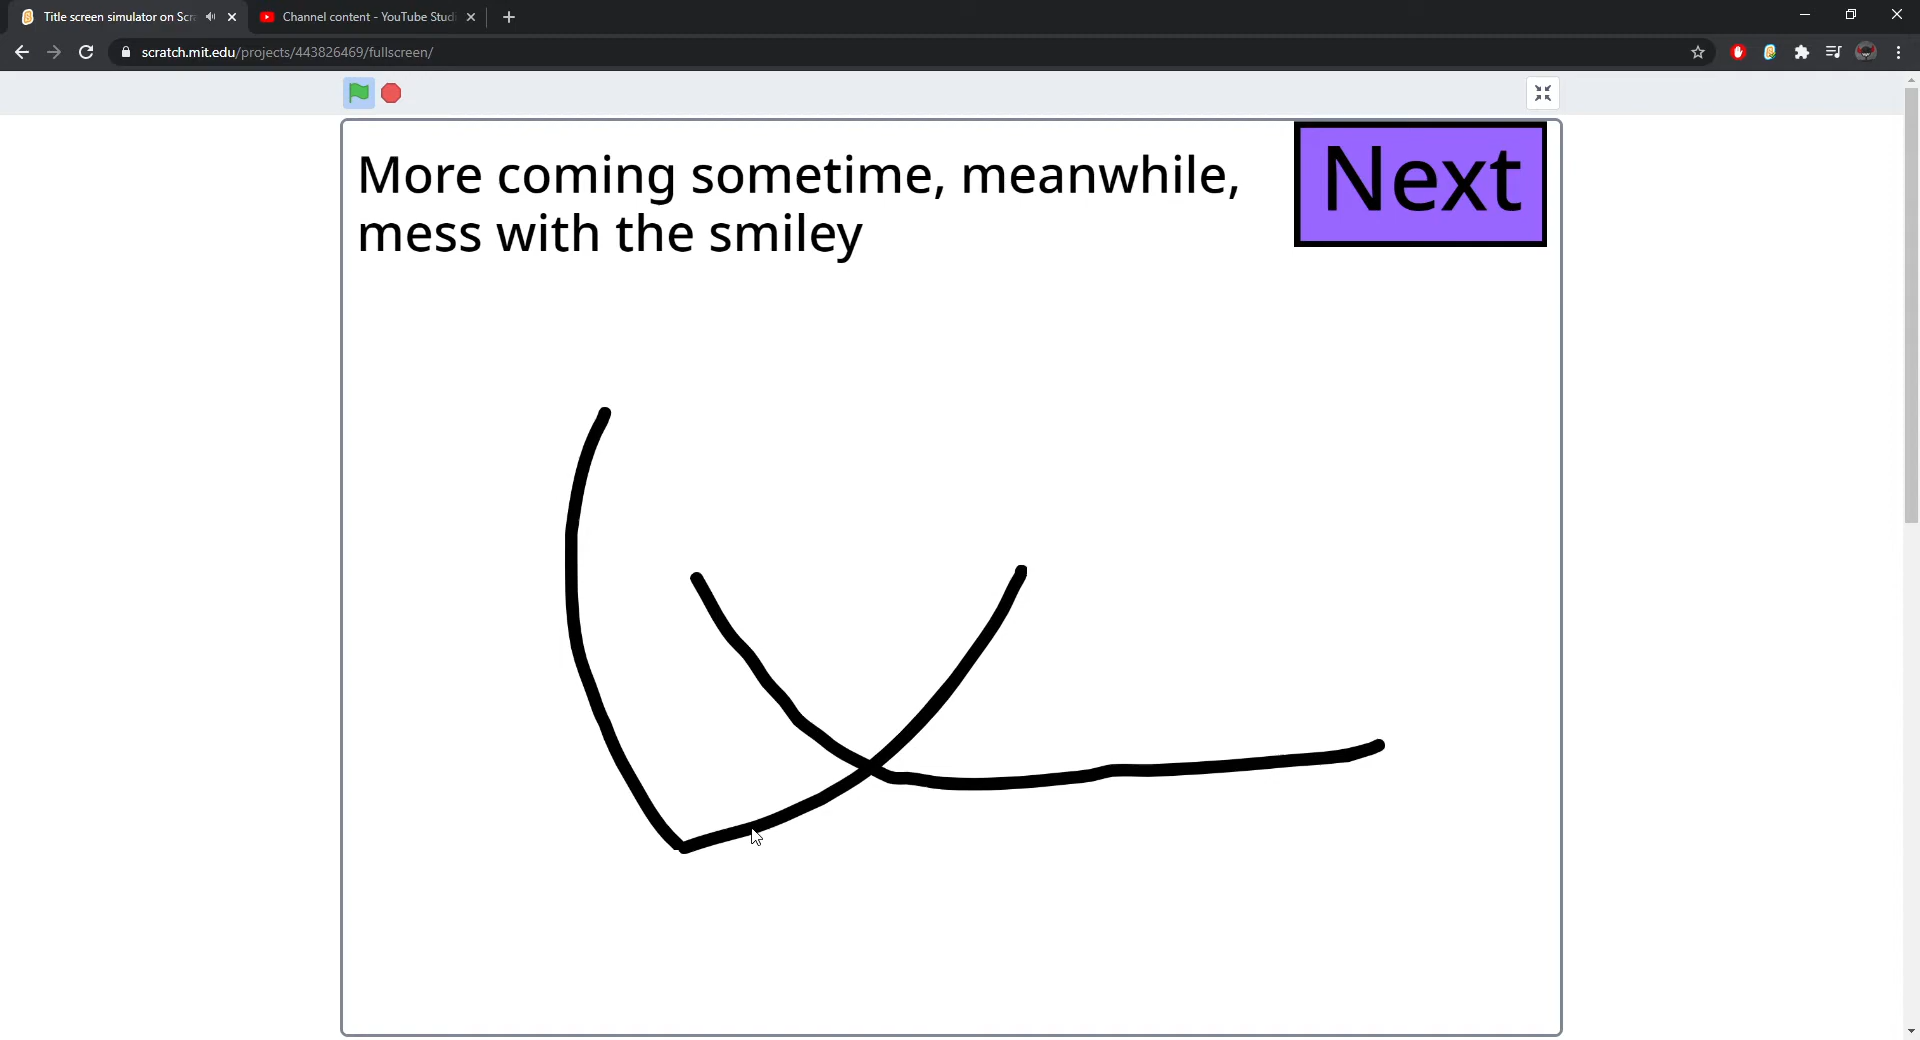 Title screen simulator on Scr
Channel content - YouTube Studi
scratch.mit.edu/projects/443826469/fullscreen/
More coming sometime, meanwhile,
mess with the smiley
Next